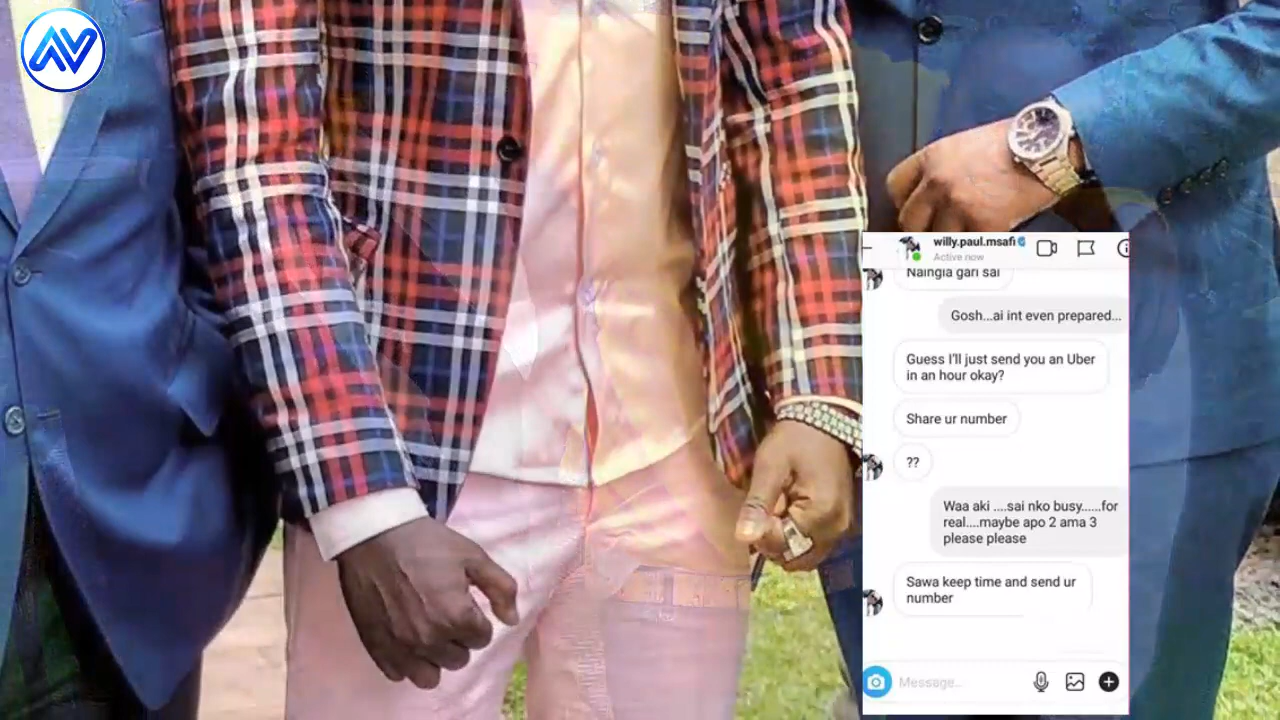 AV
willy.paul.msafi
Active now
Naingia gari sai
Gosh...ai int even prepared...
Guess I'll just send you an Uber
in an hour okay?
Share ur number
??
Waa aki ....sai nko busy......for
real....maybe apo 2 ama 3
please please
Sawa keep time and send ur
number
Message...